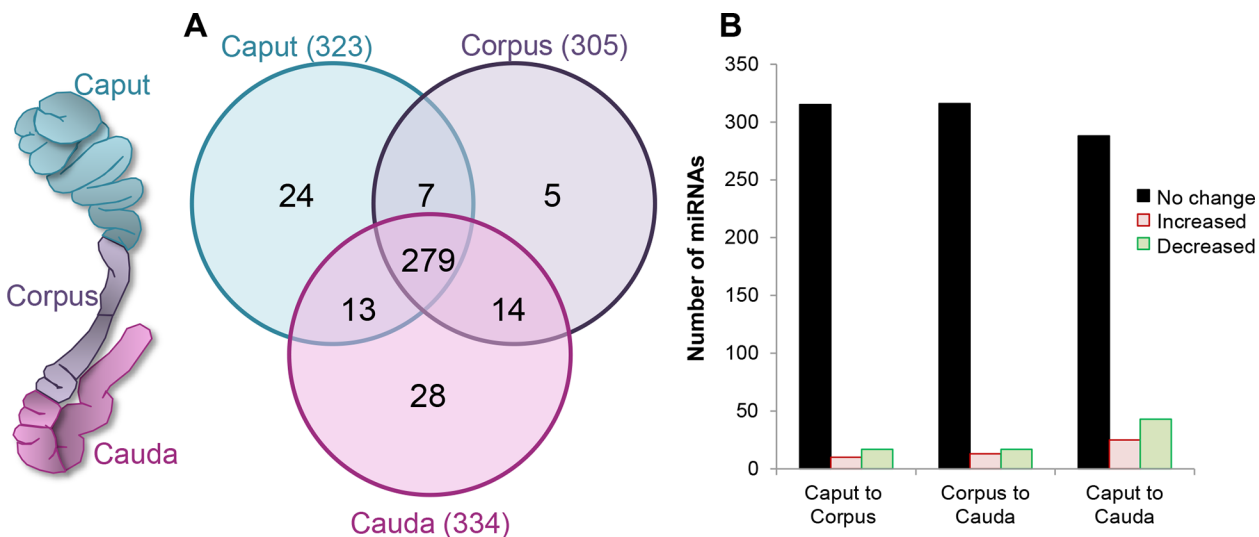 Caput
Corpus
Cauda
A
Caput (323)
Corpus (305)
24
7
5
279
13
14
28
Cauda (334)
B
Number of miRNAs
350
300
250
200
150
100
50
0
No change
Increased
Decreased
Caput to
Corpus
Corpus to
Cauda
Caput to
Cauda